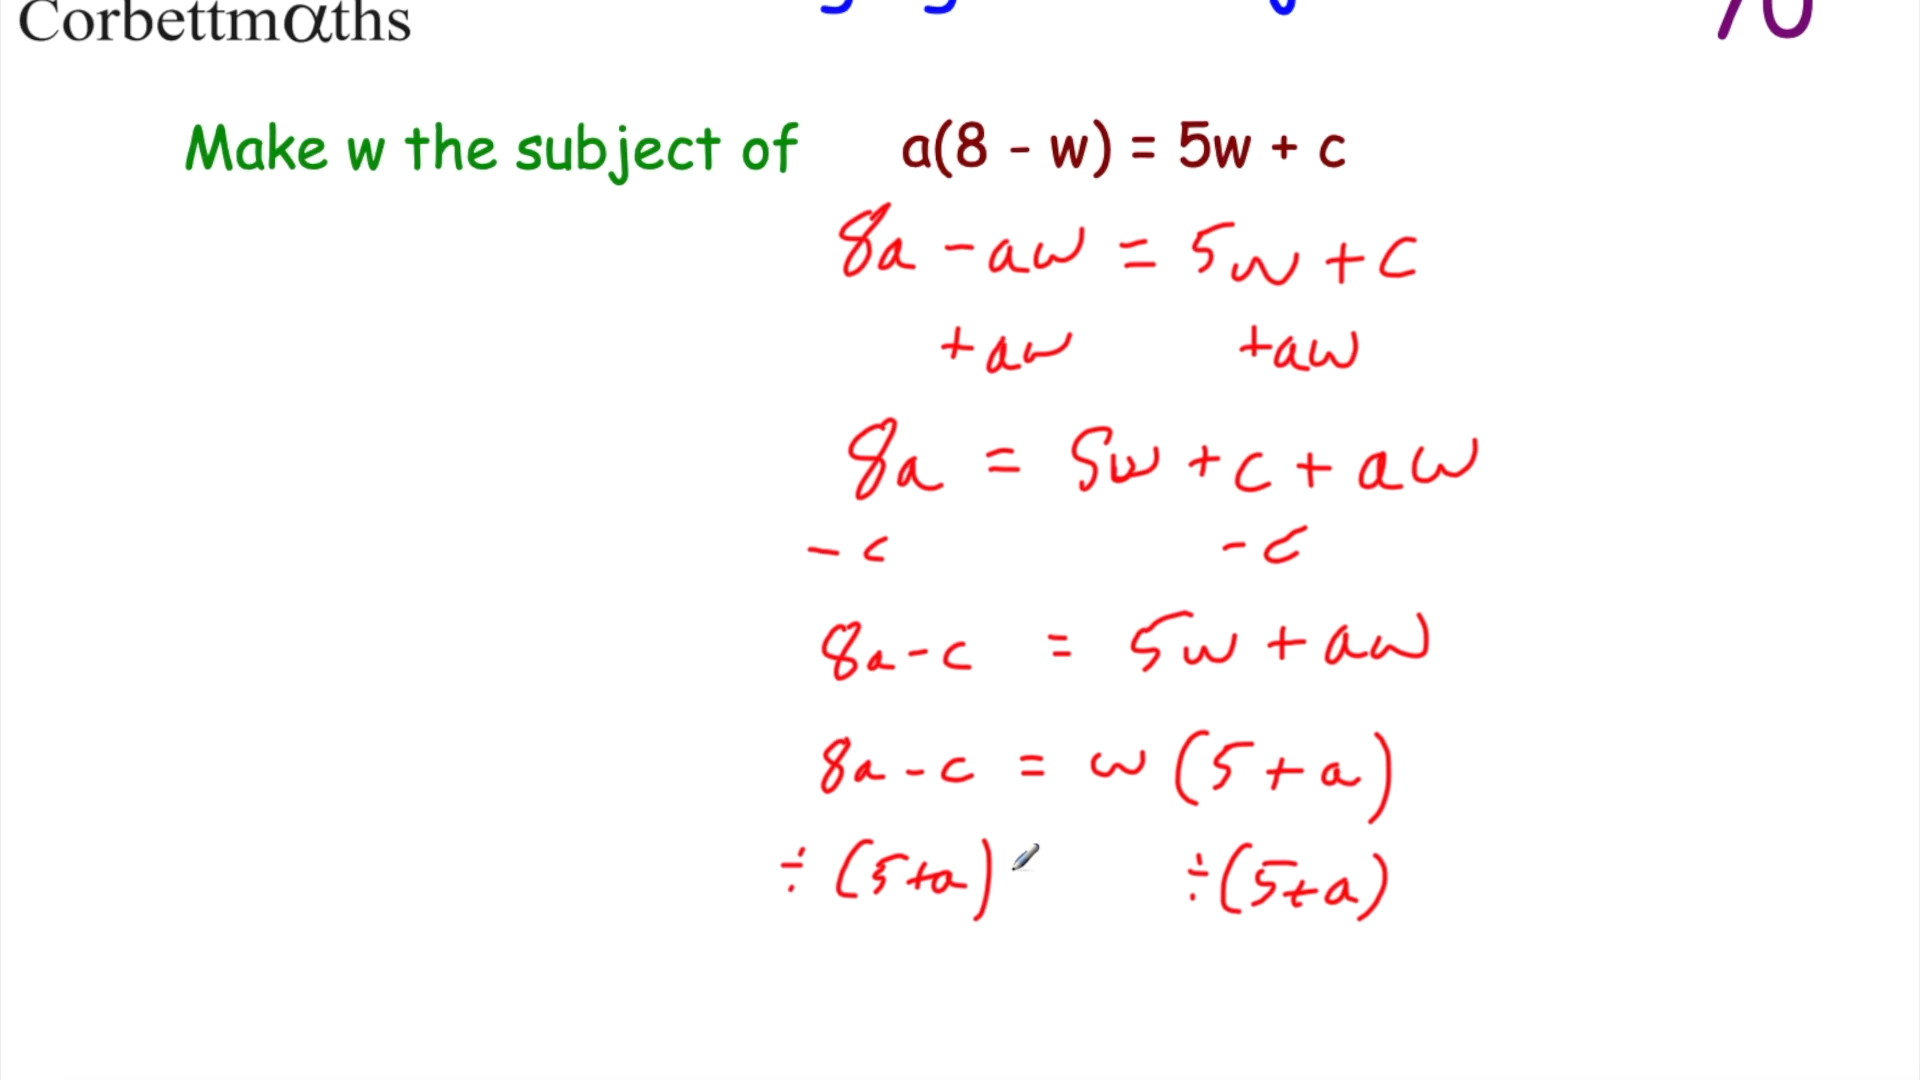 Corbettmαths
70
Make w the subject of a(8 - w) = 5w + c
8a - aw = 5w + c
+aw +aw
8a = 5w + c + aw
- c - c
8a - c = 5w + aw
8a - c = w (5 + a)
÷ (5+a) ÷(5+a)